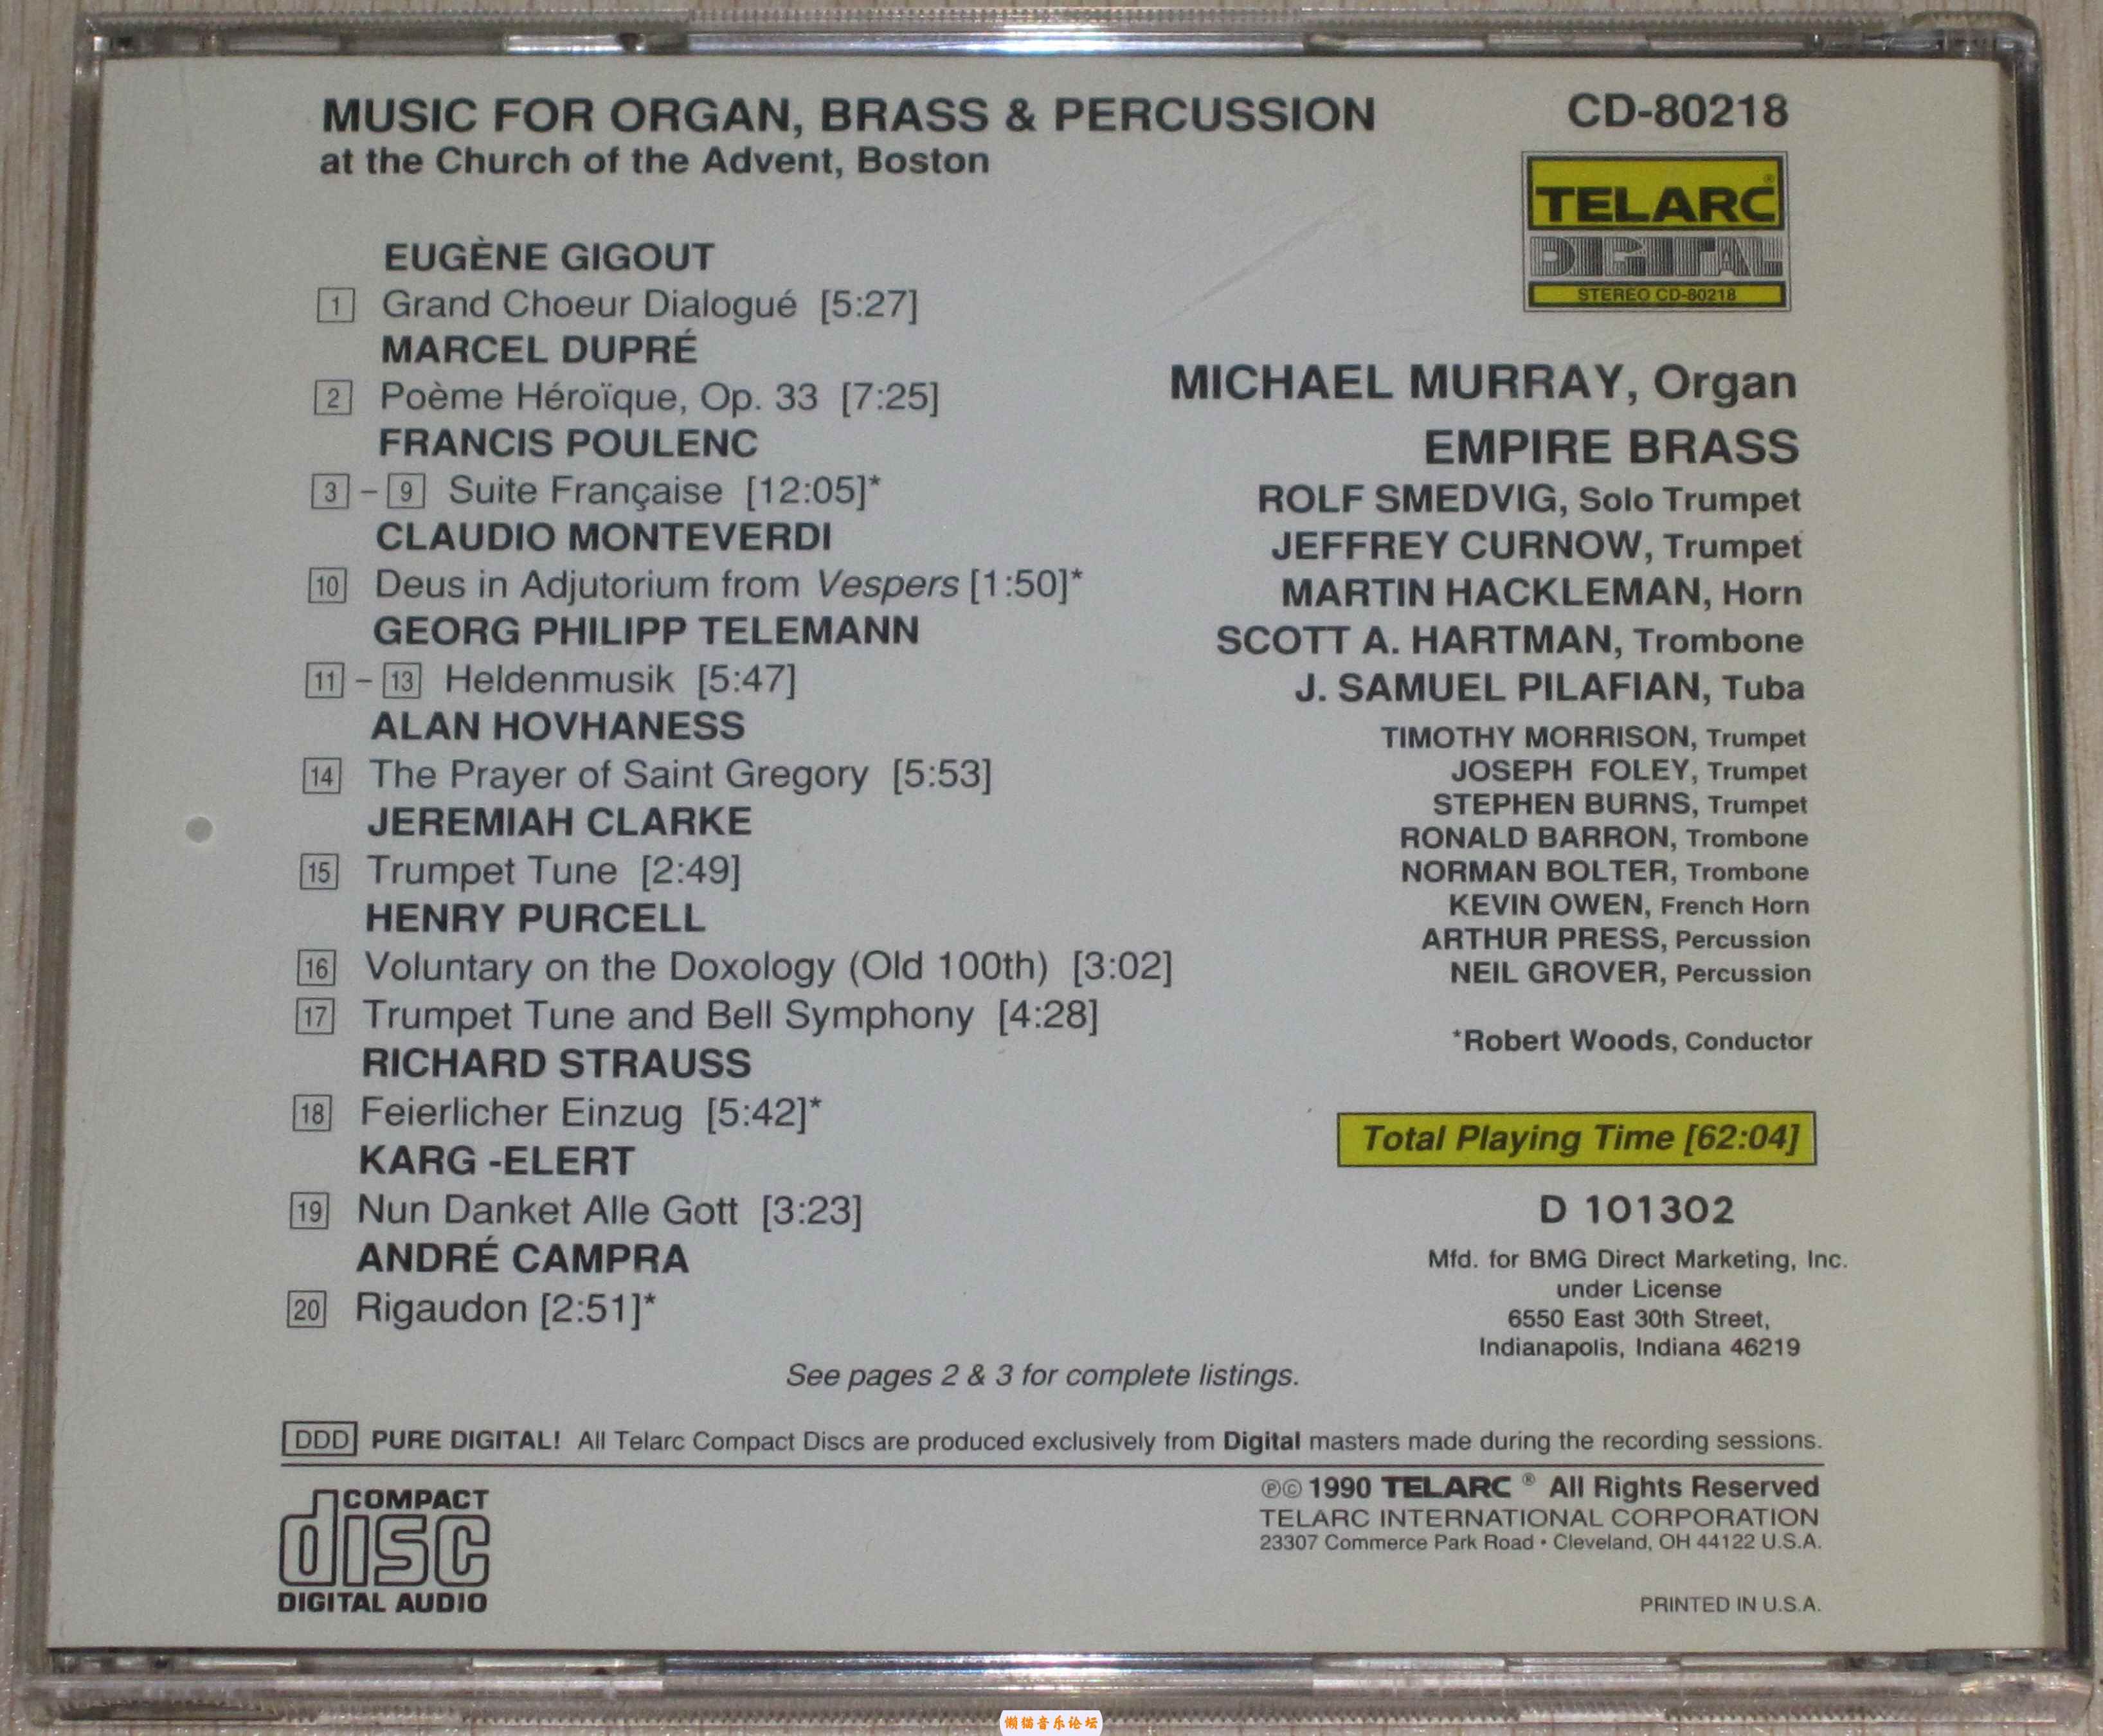 MUSIC FOR ORGAN, BRASS & PERCUSSION
at the Church of the Advent, Boston
EUGÈNE GIGOUT
1 Grand Choeur Dialogué [5:27]
MARCEL DUPRÉ
2 Poème Héroïque, Op. 33 [7:25]
FRANCIS POULENC
3 – 9 Suite Française [12:05]*
CLAUDIO MONTEVERDI
10 Deus in Adjutorium from Vespers [1:50]*
GEORG PHILIPP TELEMANN
11 – 13 Heldenmusik [5:47]
ALAN HOVHANESS
14 The Prayer of Saint Gregory [5:53]
JEREMIAH CLARKE
15 Trumpet Tune [2:49]
HENRY PURCELL
16 Voluntary on the Doxology (Old 100th) [3:02]
17 Trumpet Tune and Bell Symphony [4:28]
RICHARD STRAUSS
18 Feierlicher Einzug [5:42]*
KARG -ELERT
19 Nun Danket Alle Gott [3:23]
ANDRÉ CAMPRA
20 Rigaudon [2:51]*
See pages 2 & 3 for complete listings.
CD-80218
TELARC®
DIGITAL
STEREO CD-80218
MICHAEL MURRAY, Organ
EMPIRE BRASS
ROLF SMEDVIG, Solo Trumpet
JEFFREY CURNOW, Trumpet
MARTIN HACKLEMAN, Horn
SCOTT A. HARTMAN, Trombone
J. SAMUEL PILAFIAN, Tuba
TIMOTHY MORRISON, Trumpet
JOSEPH FOLEY, Trumpet
STEPHEN BURNS, Trumpet
RONALD BARRON, Trombone
NORMAN BOLTER, Trombone
KEVIN OWEN, French Horn
ARTHUR PRESS, Percussion
NEIL GROVER, Percussion
*Robert Woods, Conductor
Total Playing Time [62:04]
D 101302
Mfd. for BMG Direct Marketing, Inc.
under License
6550 East 30th Street,
Indianapolis, Indiana 46219
DDD PURE DIGITAL! All Telarc Compact Discs are produced exclusively from Digital masters made during the recording sessions.
COMPACT
disc
DIGITAL AUDIO
℗© 1990 TELARC® All Rights Reserved
TELARC INTERNATIONAL CORPORATION
23307 Commerce Park Road • Cleveland, OH 44122 U.S.A.
PRINTED IN U.S.A.
懒猫音乐论坛